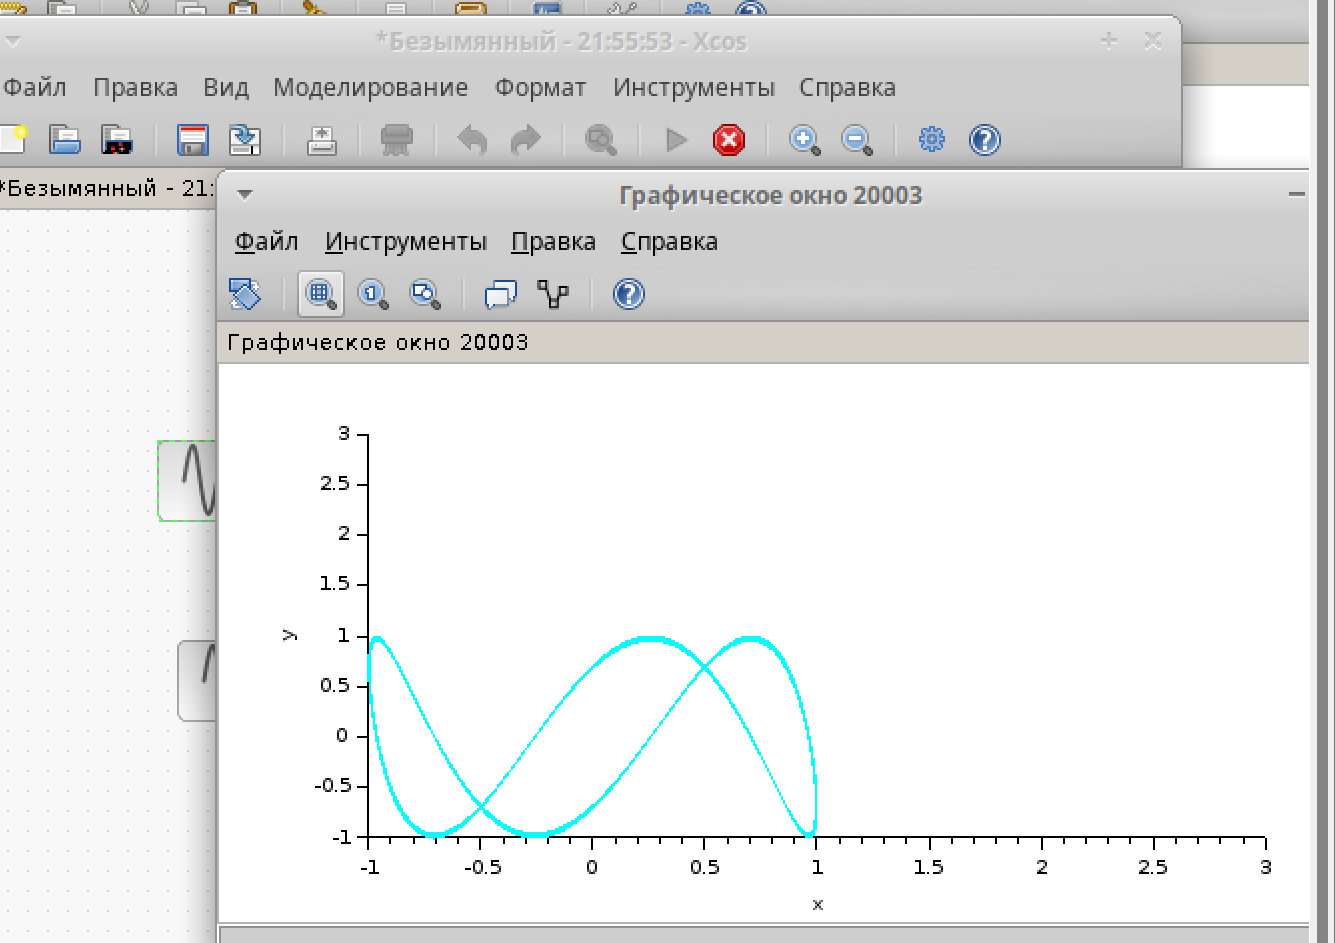 *Безымянный - 21:55:53 - Xcos
Файл Правка Вид Моделирование Формат Инструменты Справка
*Безымянный - 21:
Графическое окно 20003
Файл Инструменты Правка Справка
Графическое окно 20003
3
2.5
2
1.5
1
0.5
0
-0.5
-1
y
-1 -0.5 0 0.5 1 1.5 2 2.5 3
x